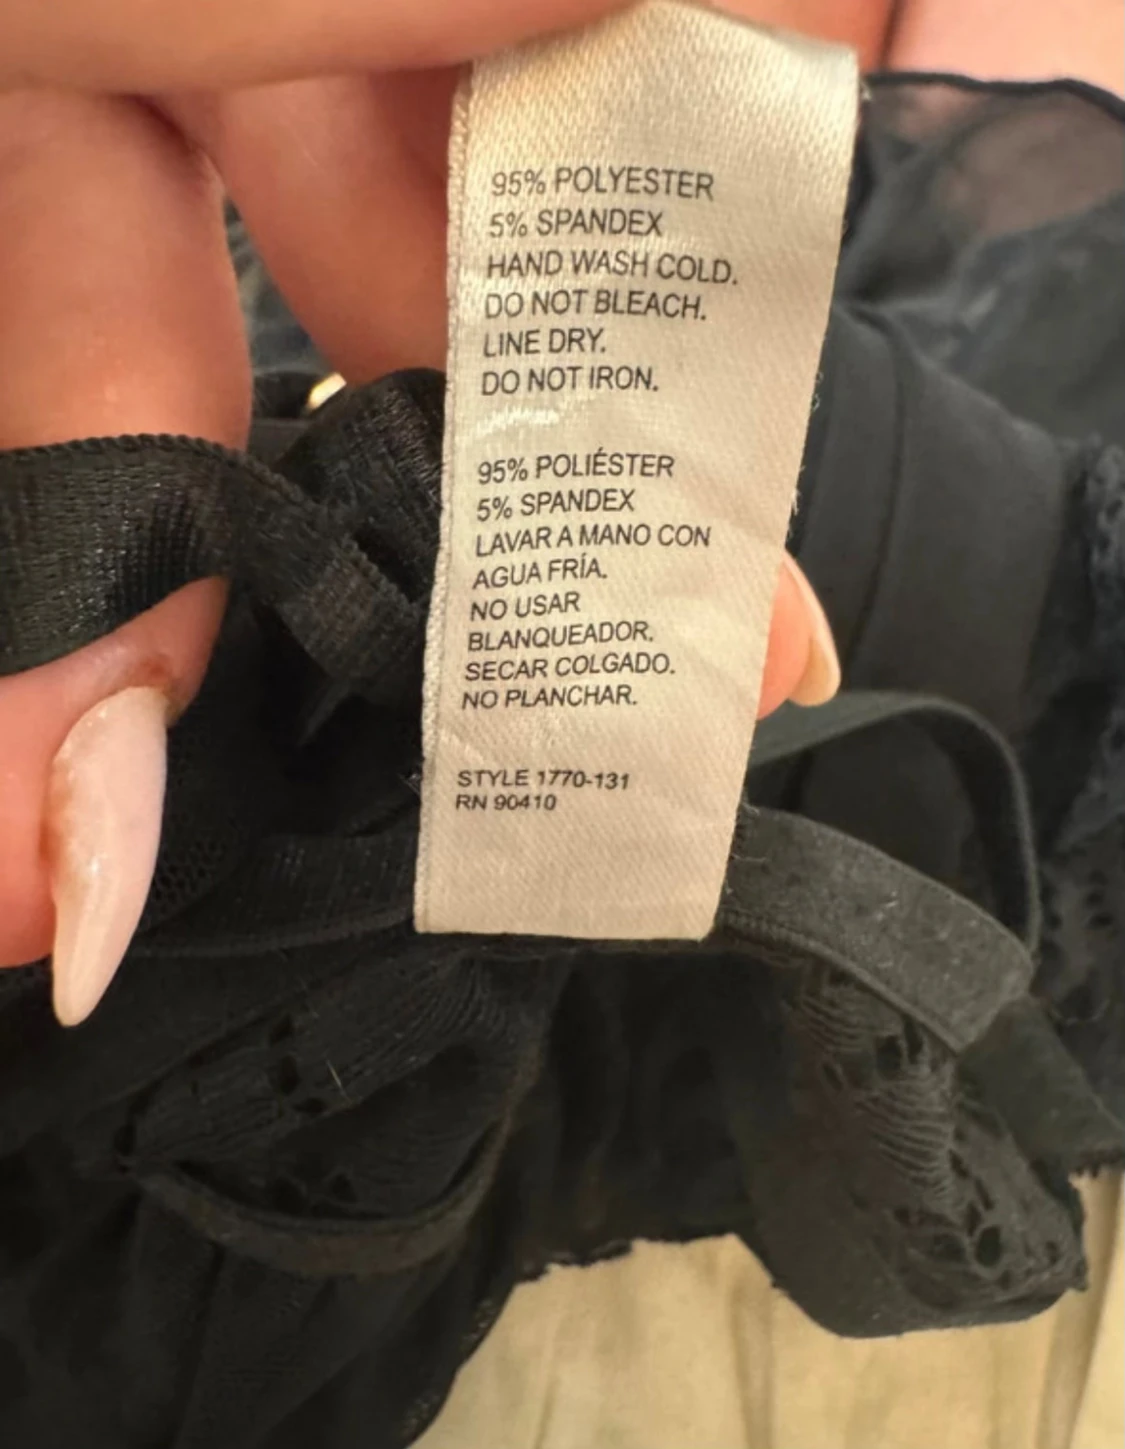 95% POLYESTER
5% SPANDEX
HAND WASH COLD.
DO NOT BLEACH.
LINE DRY.
DO NOT IRON.
95% POLIÉSTER
5% SPANDEX
LAVAR A MANO CON
AGUA FRÍA.
NO USAR
BLANQUEADOR.
SECAR COLGADO.
NO PLANCHAR.
STYLE 1770-131
RN 90410